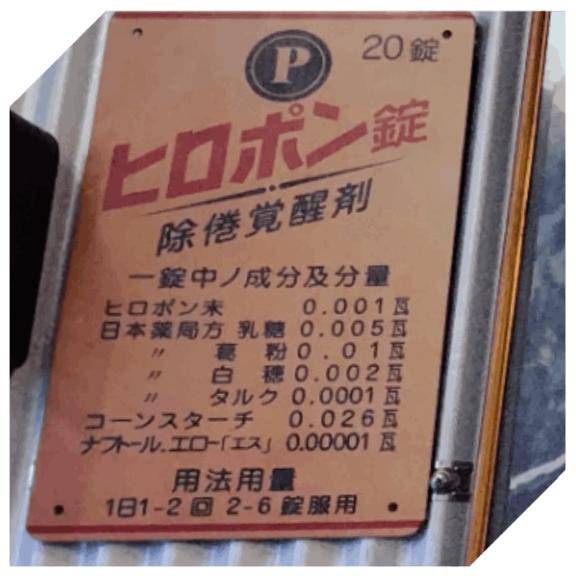 P 20錠
ヒロポン錠
除倦覚醒剤
一錠中ノ成分及分量
ヒロポン末 0.001瓦
日本薬局方 乳糖 0.005瓦
〃 葛粉 0.01瓦
〃 白穂 0.002瓦
〃 タルク 0.0001瓦
コーンスターチ 0.026瓦
ナフトール.エロー「エス」 0.00001瓦
用法用量
1日1-2回 2-6錠服用